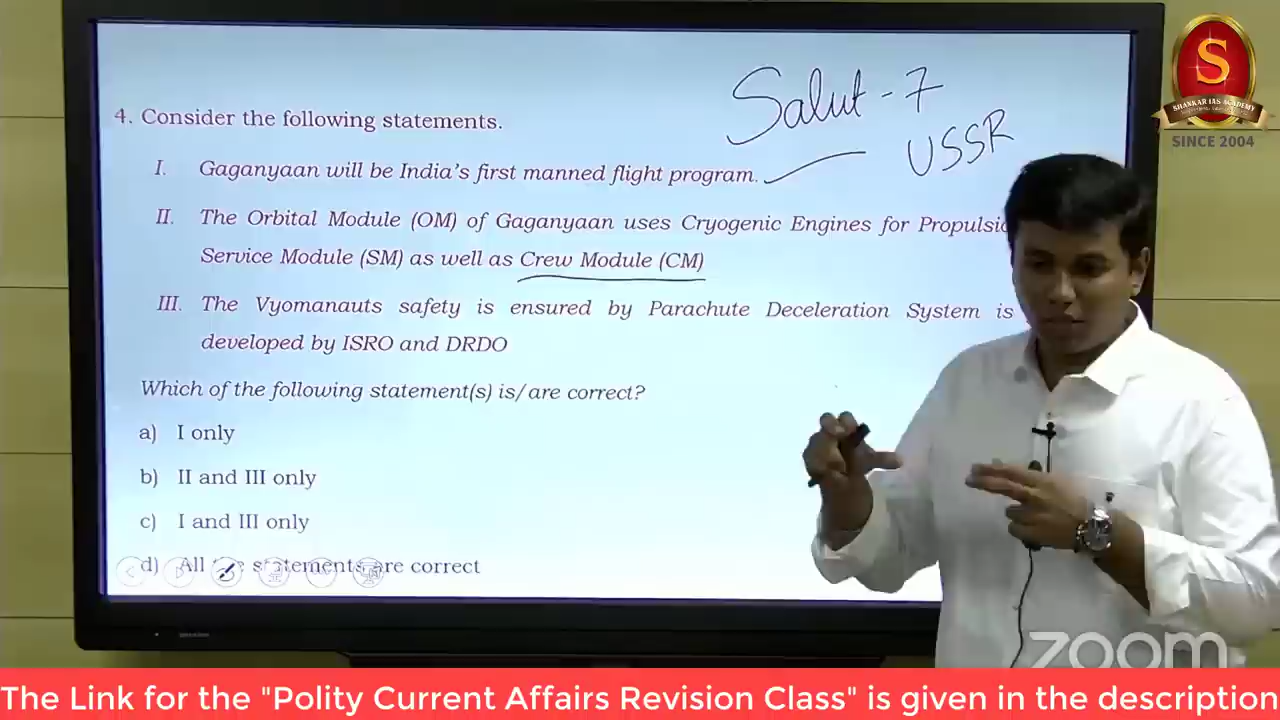 Salut - 7
USSR
4. Consider the following statements.
I. Gaganyaan will be India's first manned flight program.
II. The Orbital Module (OM) of Gaganyaan uses Cryogenic Engines for
Service Module (SM) as well as Crew Module (CM)
III. The Vyomanauts safety is ensured by Parachute Deceleration System is
developed by ISRO and DRDO
Which of the following statement(s) is/are correct?
a) I only
b) II and III only
c) I and III only
d) All statements are correct
S
SHANKAR IAS ACADEMY
SINCE 2004
zoom
The Link for the "Polity Current Affairs Revision Class" is given in the description